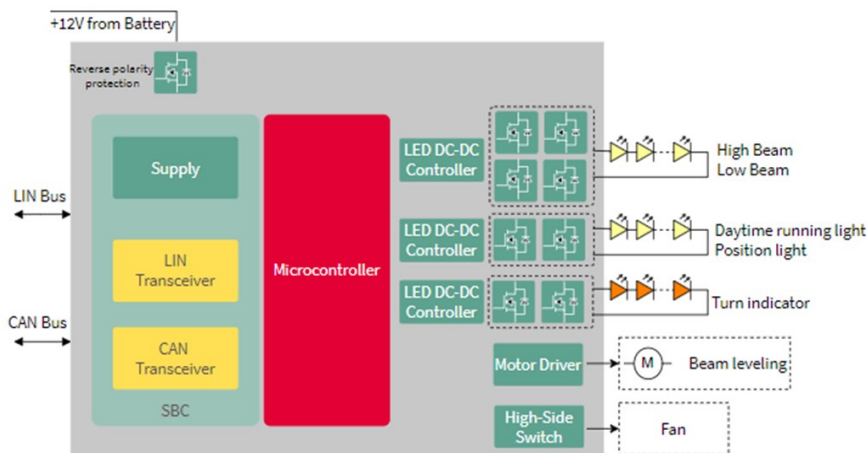 +12V from Battery
Reverse polarity
protection
Supply
LIN Bus
LIN
Transceiver
CAN Bus
CAN
Transceiver
SBC
Microcontroller
LED DC-DC
Controller
High Beam
Low Beam
LED DC-DC
Controller
Daytime running light
Position light
LED DC-DC
Controller
Turn indicator
Motor Driver
M
Beam leveling
High-Side
Switch
Fan